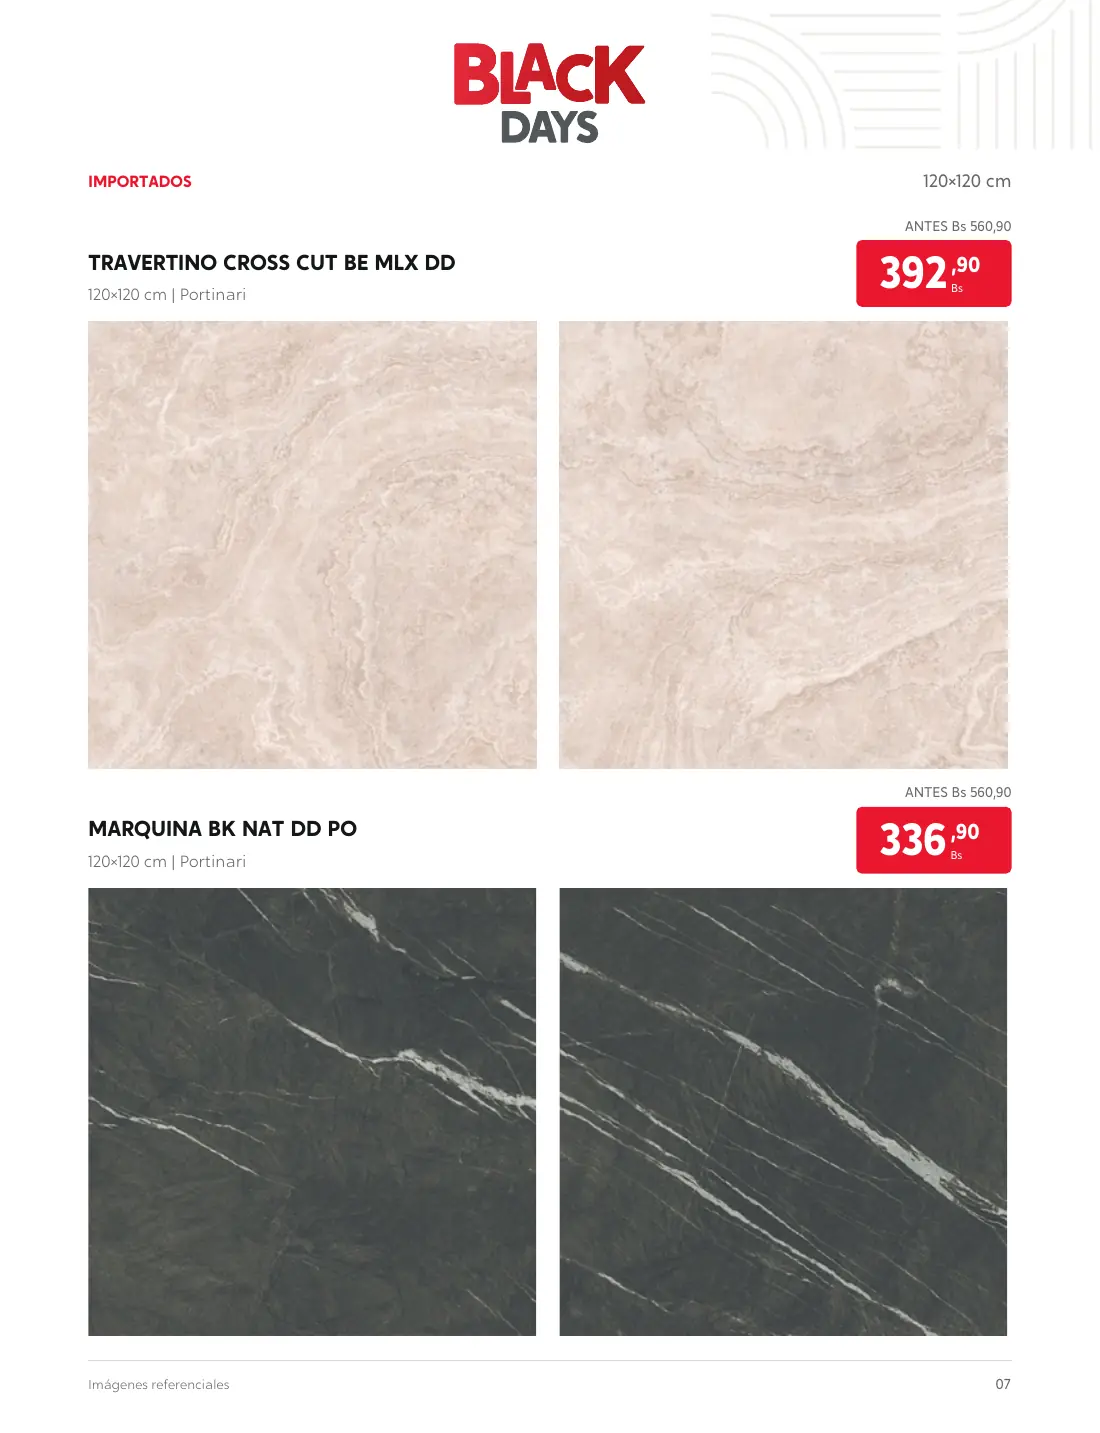 BLACK
DAYS
IMPORTADOS
120×120 cm
ANTES Bs 560,90
TRAVERTINO CROSS CUT BE MLX DD
392,90
Bs
120×120 cm | Portinari
ANTES Bs 560,90
MARQUINA BK NAT DD PO
336,90
Bs
120×120 cm | Portinari
Imágenes referenciales
07